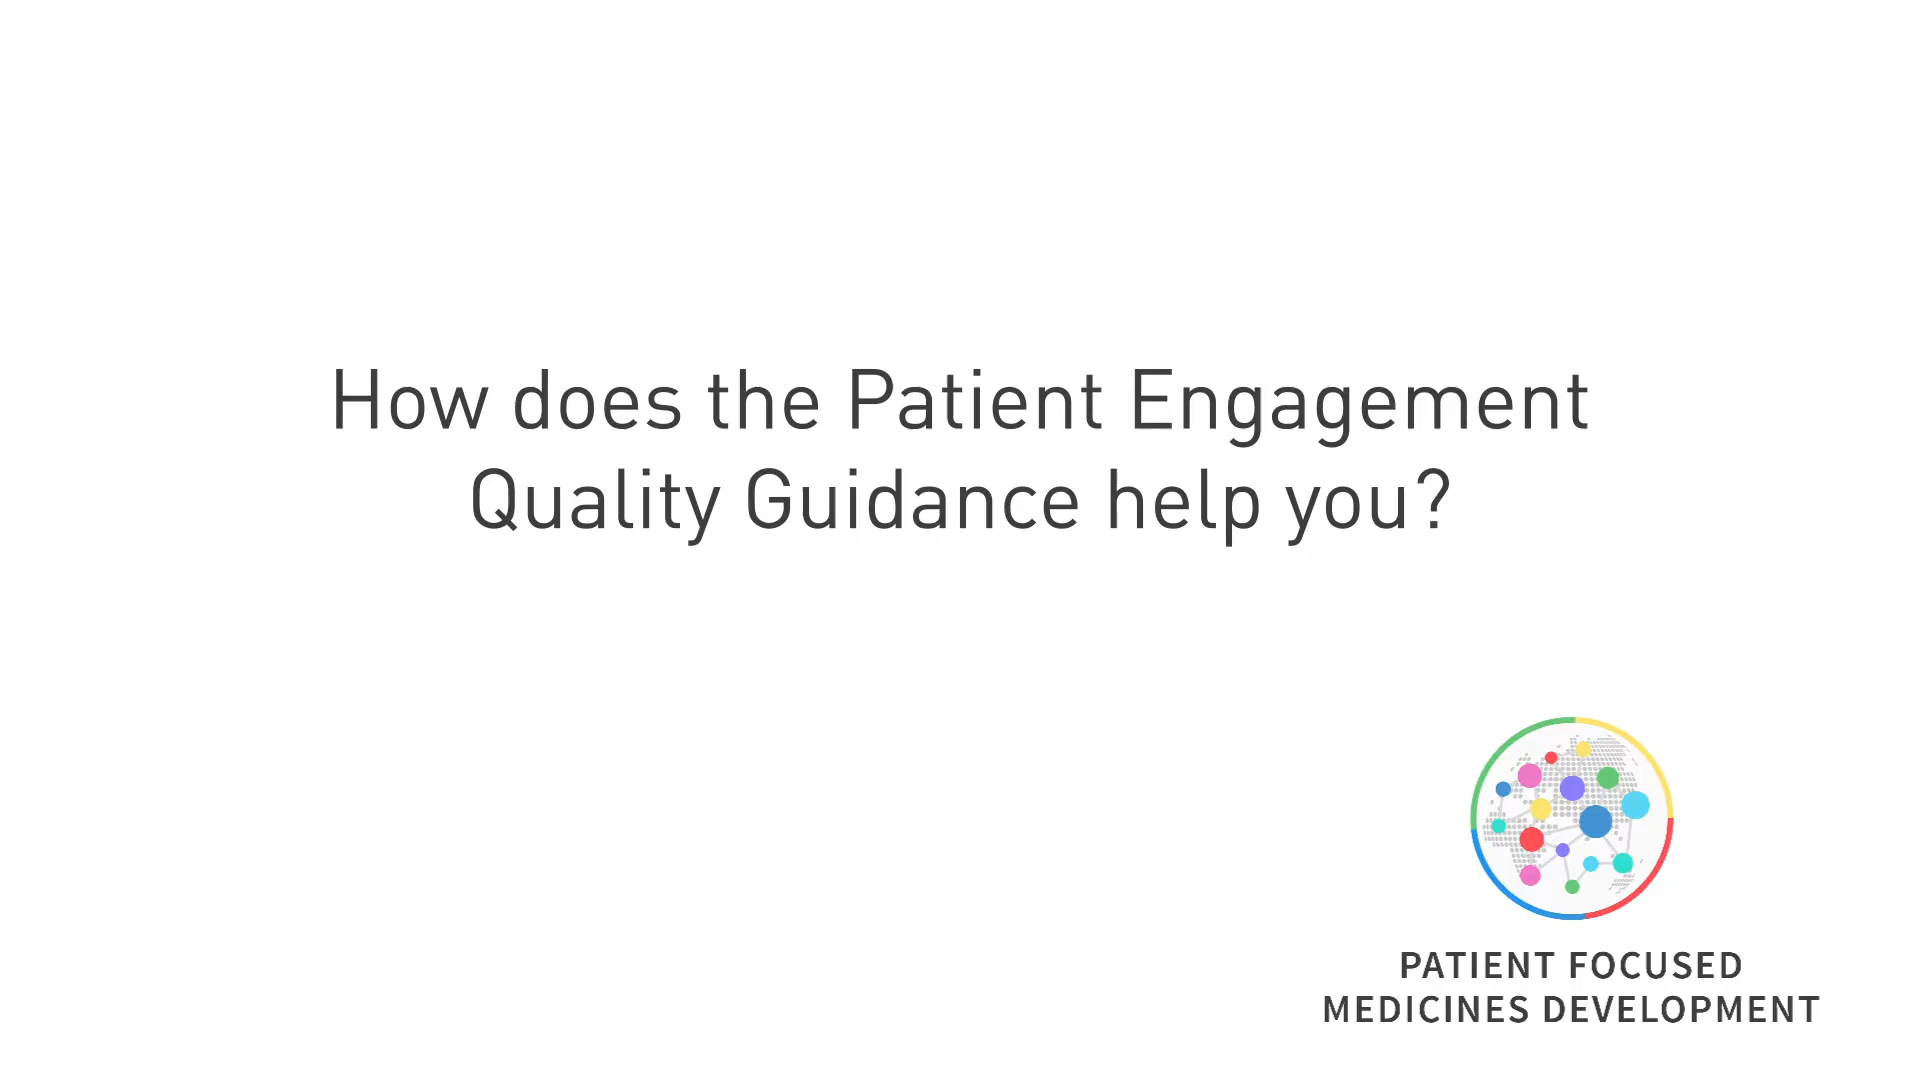 How does the Patient Engagement
Quality Guidance help you?
PATIENT FOCUSED
MEDICINES DEVELOPMENT